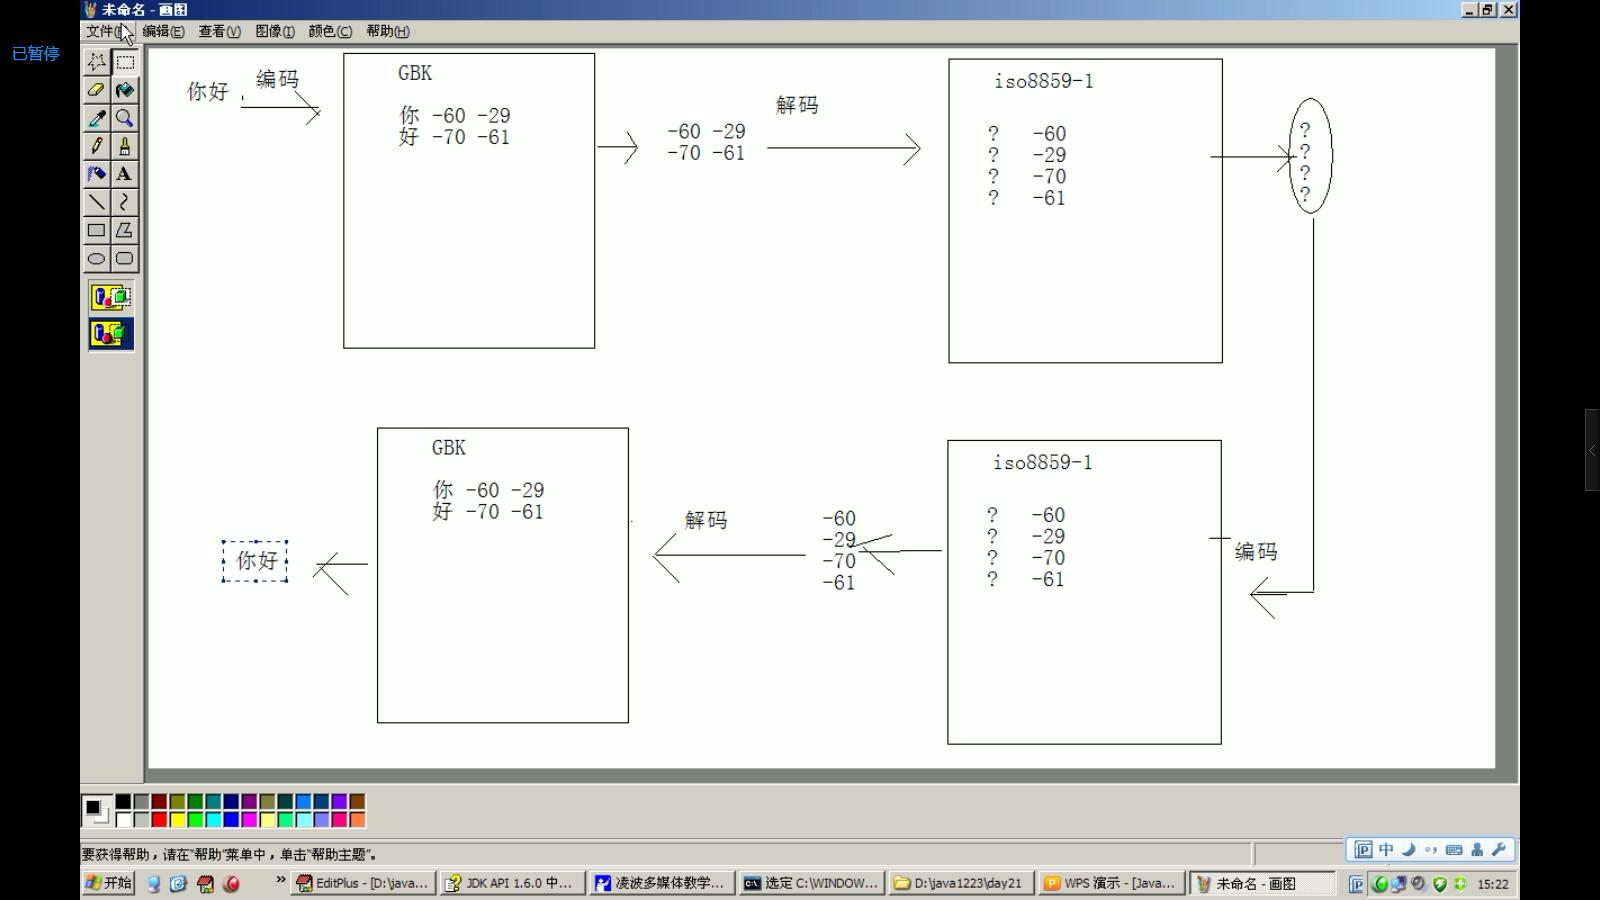 未命名 - 画图
已暂停
文件(F) 编辑(E) 查看(V) 图像(I) 颜色(C) 帮助(H)
你好
编码
GBK
你 -60 -29
好 -70 -61
-60 -29
-70 -61
解码
iso8859-1
? -60
? -29
? -70
? -61
?
?
?
?
编码
iso8859-1
? -60
? -29
? -70
? -61
-60
-29
-70
-61
解码
GBK
你 -60 -29
好 -70 -61
你好
要获得帮助，请在“帮助”菜单中，单击“帮助主题”。
中
开始 » EditPlus - [D:\java... JDK API 1.6.0 中... 凌波多媒体教学... 选定 C:\WINDOW... D:\java1223\day21 WPS 演示 - [Java... 未命名 - 画图 15:22